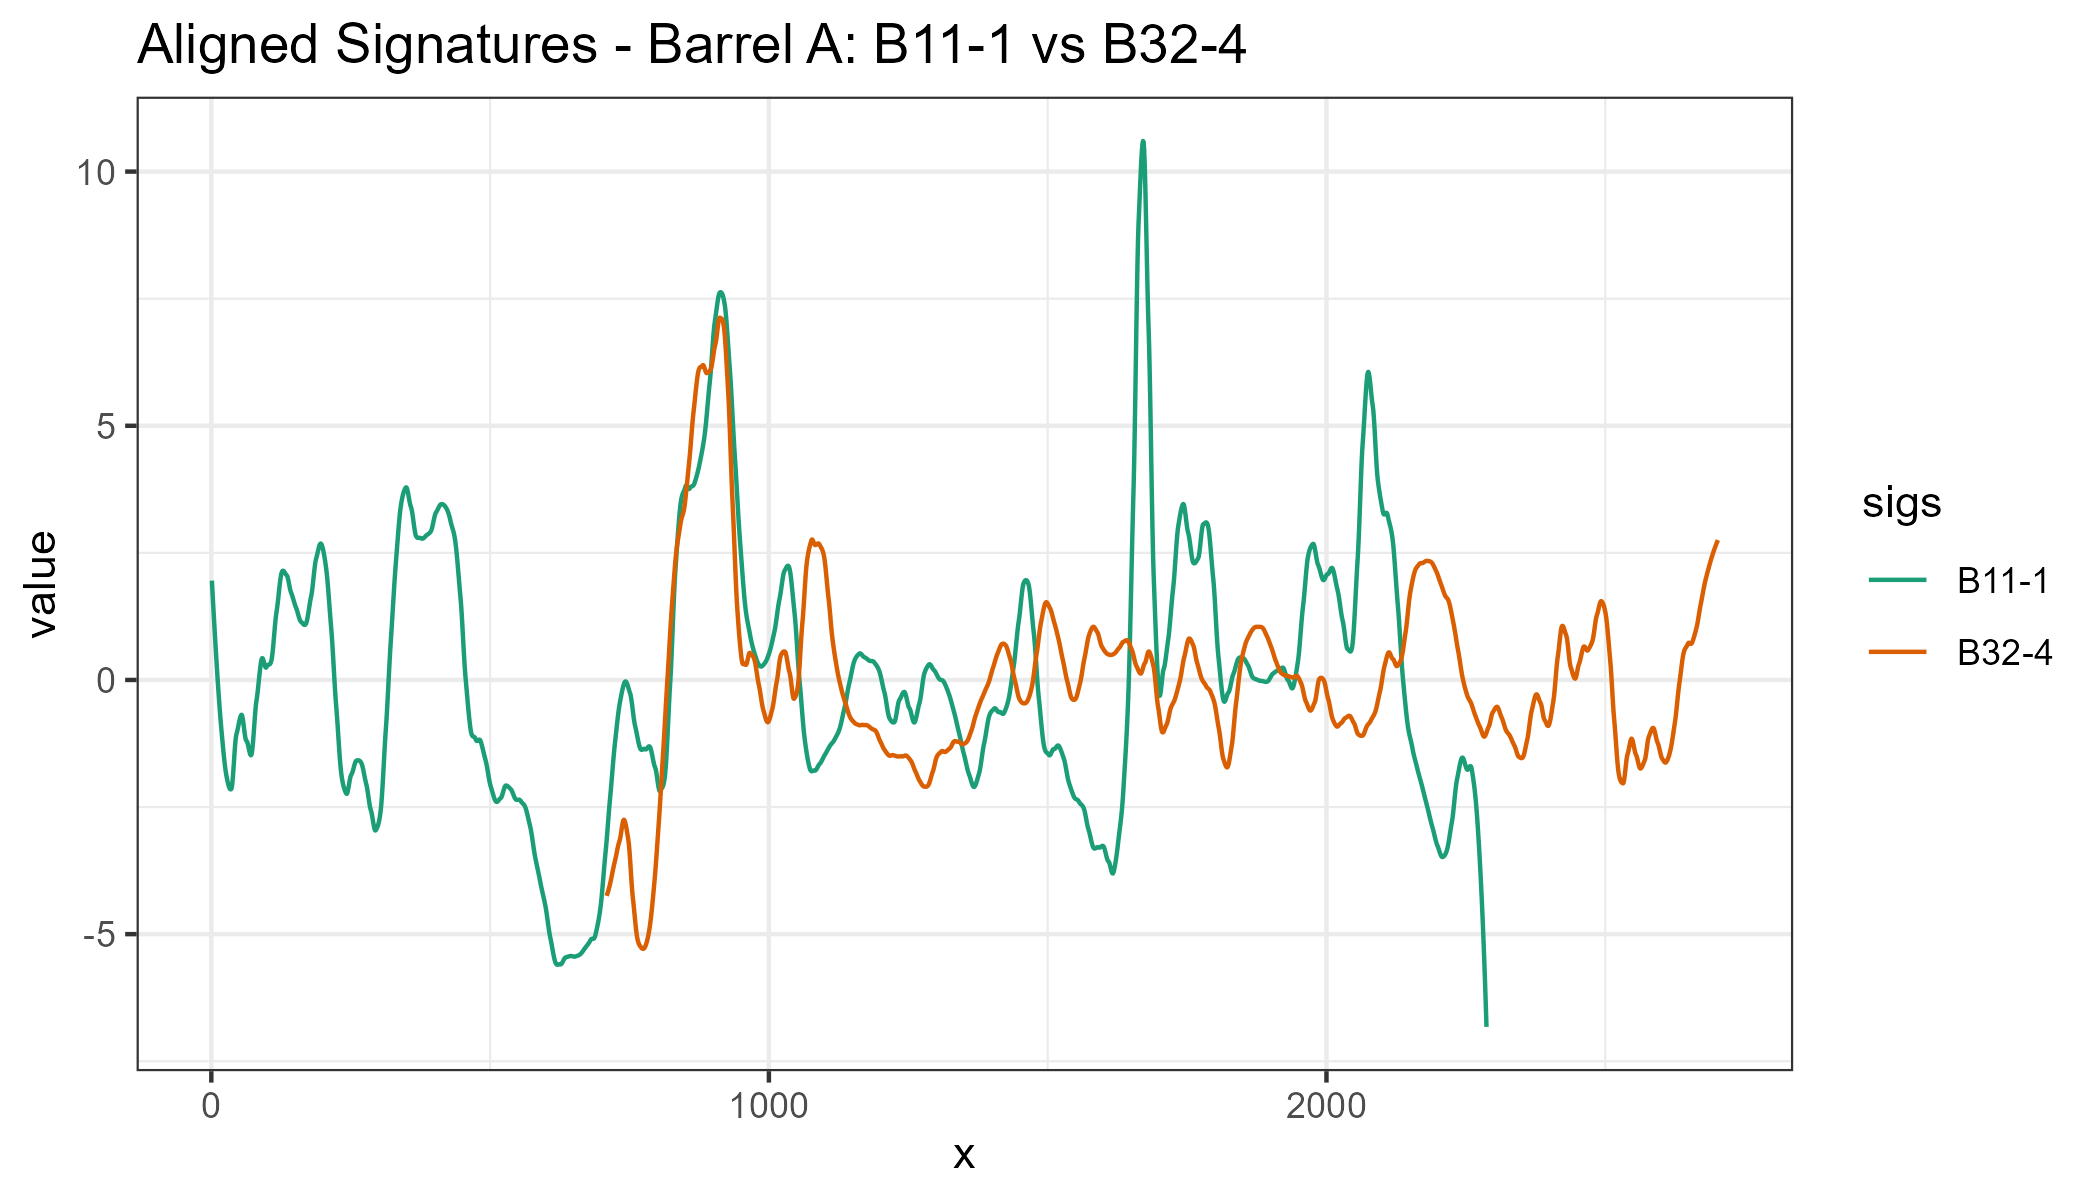 Aligned Signatures - Barrel A: B11-1 vs B32-4
10
5
0
-5
value
0
1000
2000
x
sigs
B11-1
B32-4